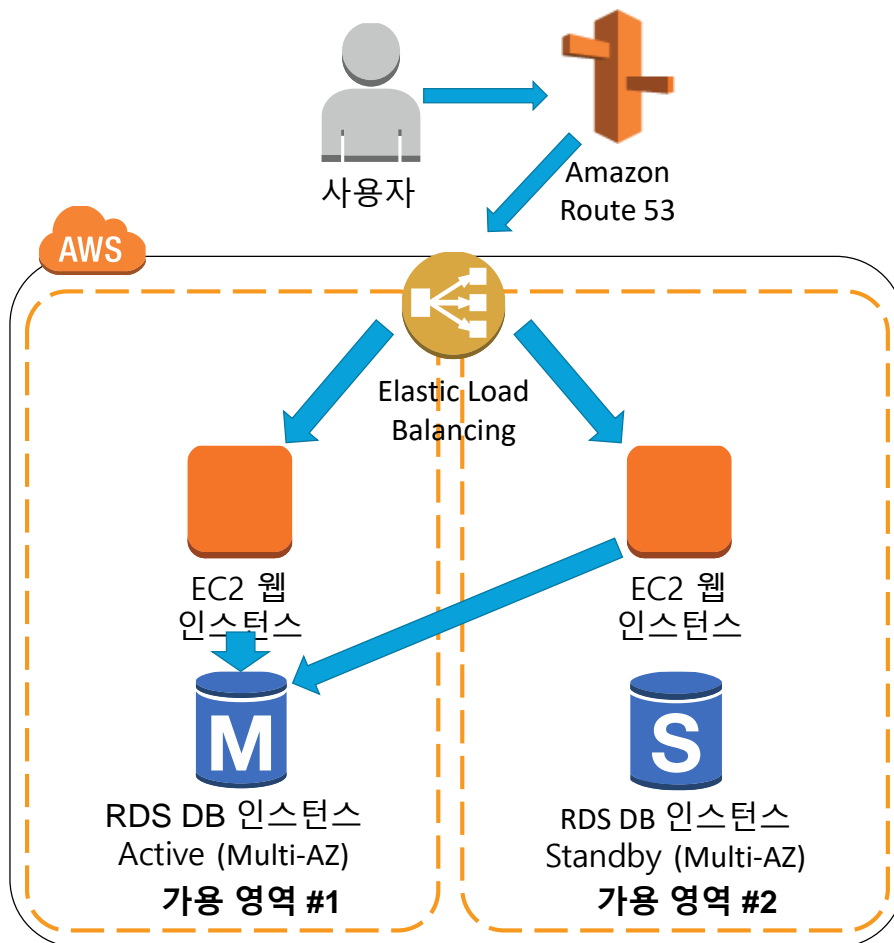 사용자
Amazon
Route 53
AWS
Elastic Load
Balancing
EC2 웹
인스턴스
EC2 웹
인스턴스
M
S
RDS DB 인스턴스
Active (Multi-AZ)
가용 영역 #1
RDS DB 인스턴스
Standby (Multi-AZ)
가용 영역 #2